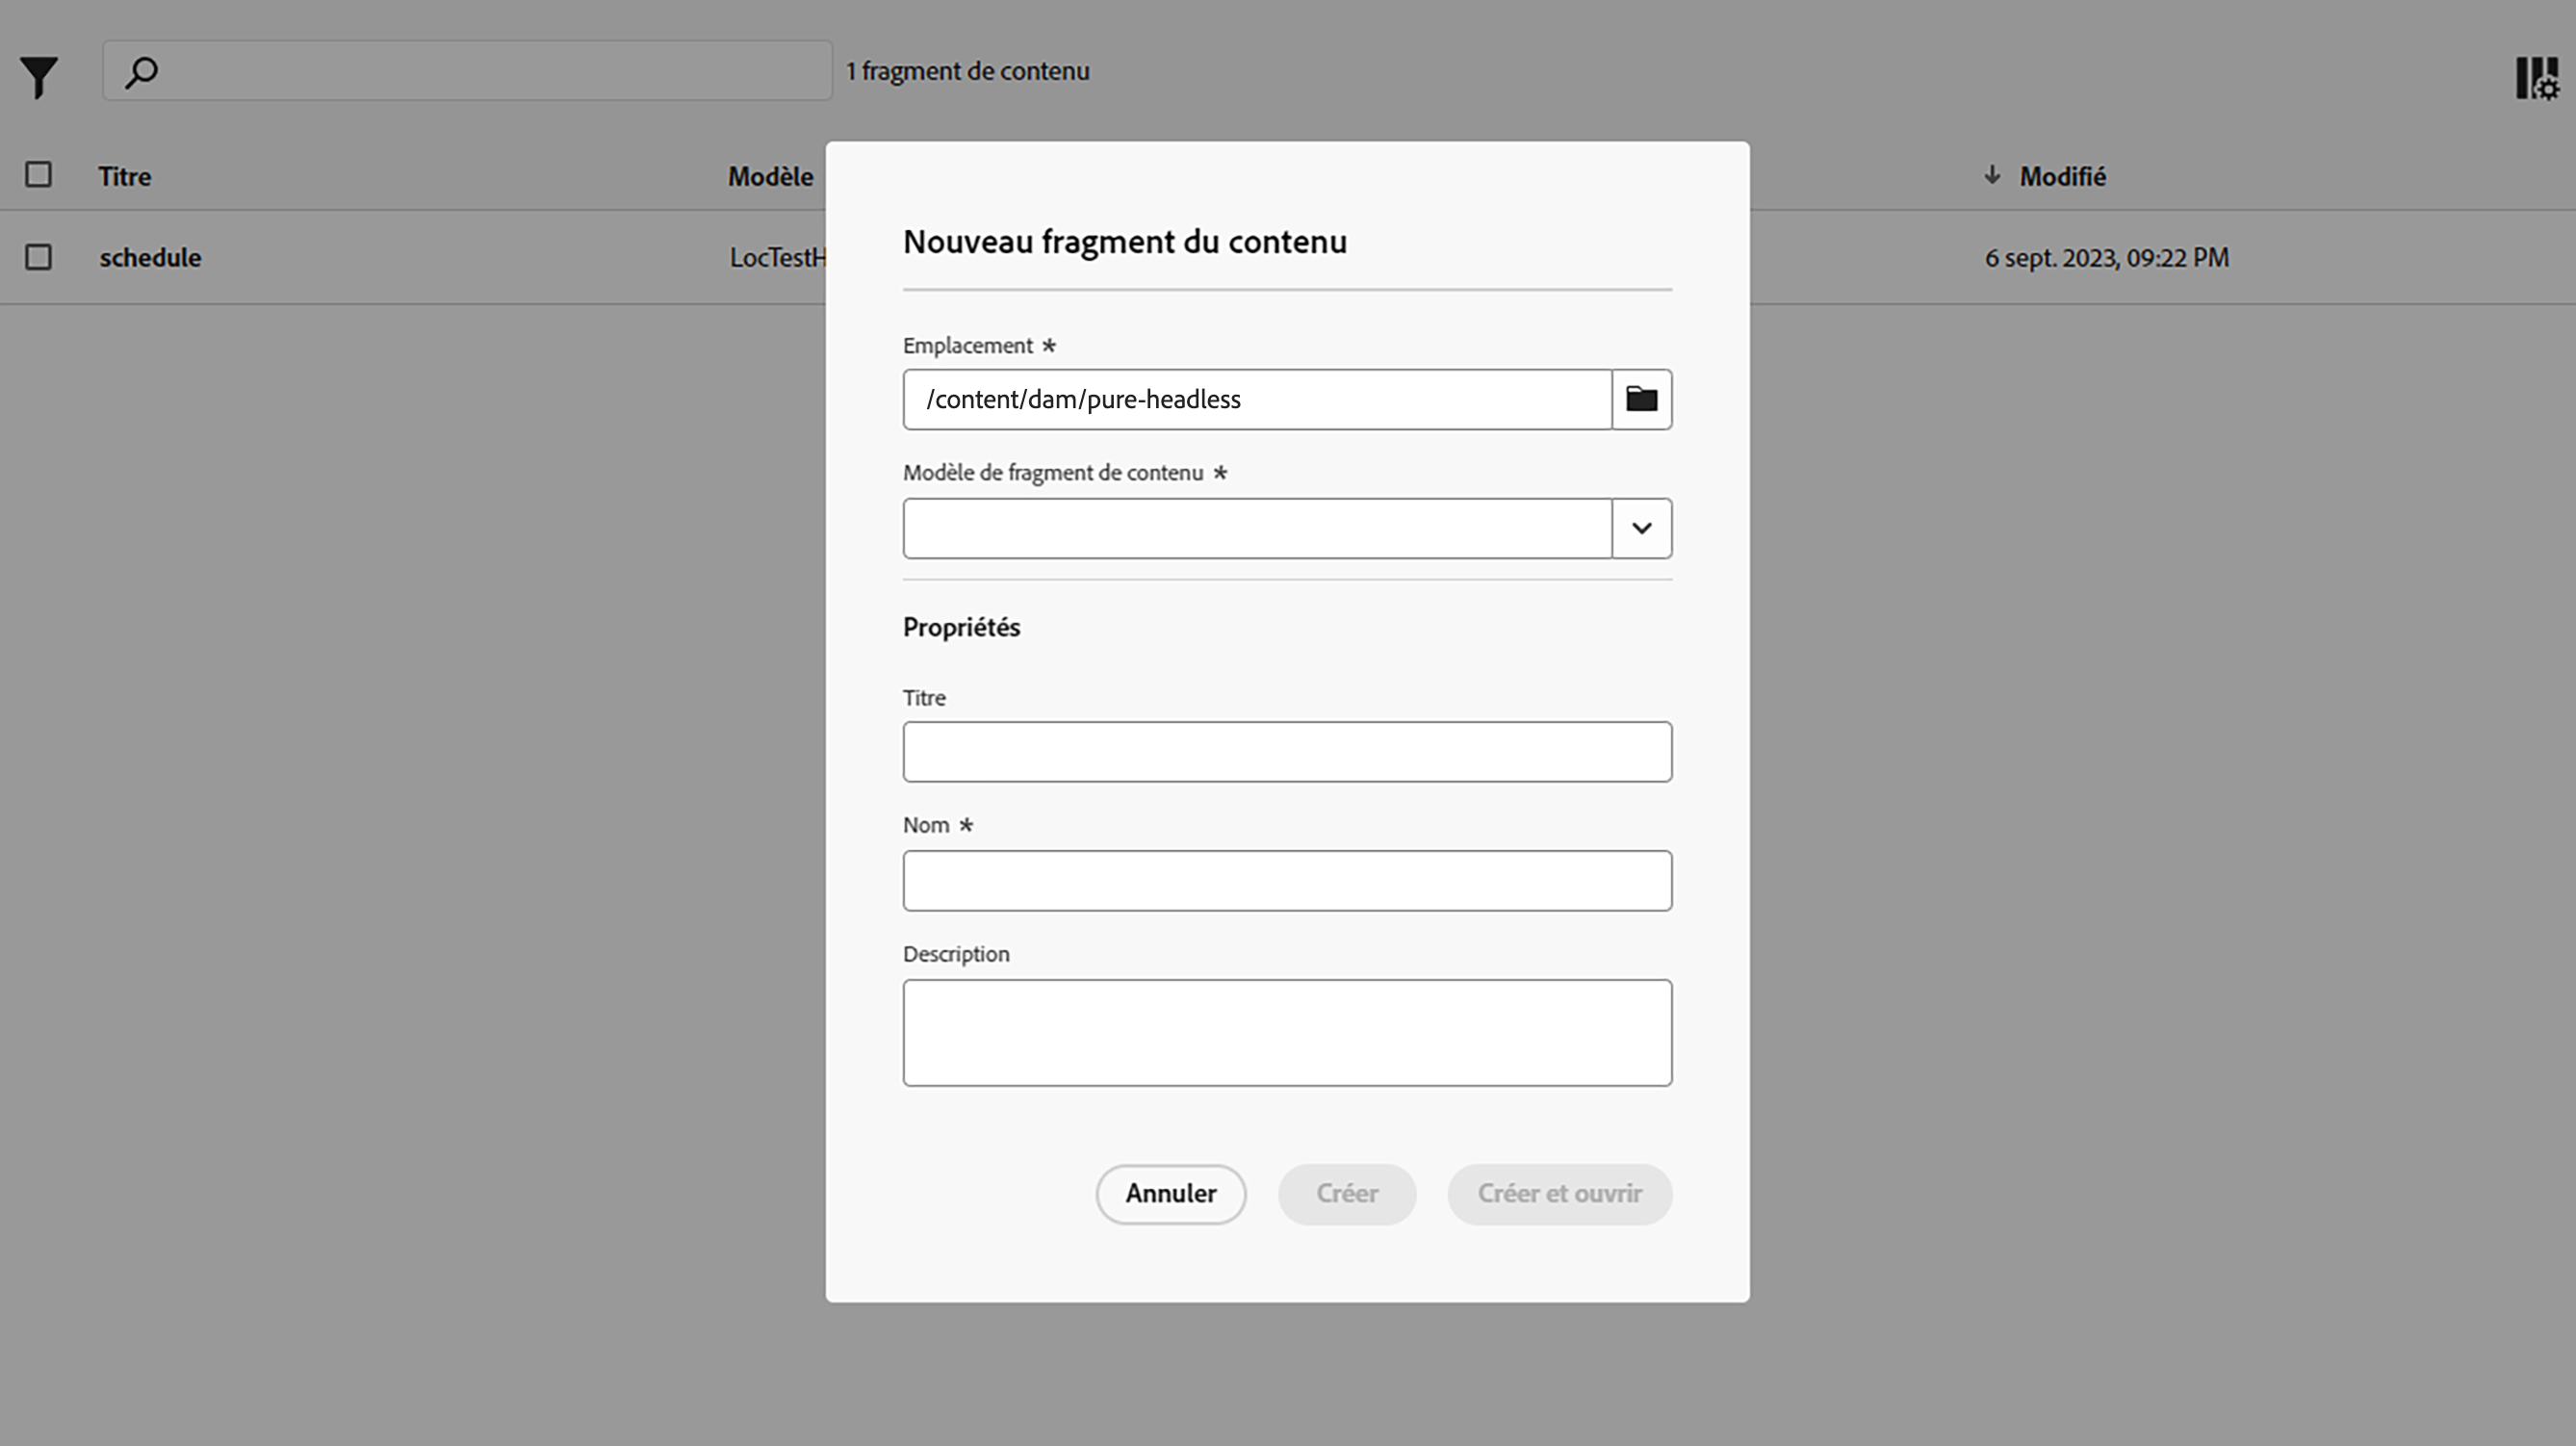 1 fragment de contenu
Titre
Modèle
Modifié
schedule
LocTestH
6 sept. 2023, 09:22 PM
Nouveau fragment du contenu
Emplacement *
/content/dam/pure-headless
Modèle de fragment de contenu *
Propriétés
Titre
Nom *
Description
Annuler
Créer
Créer et ouvrir